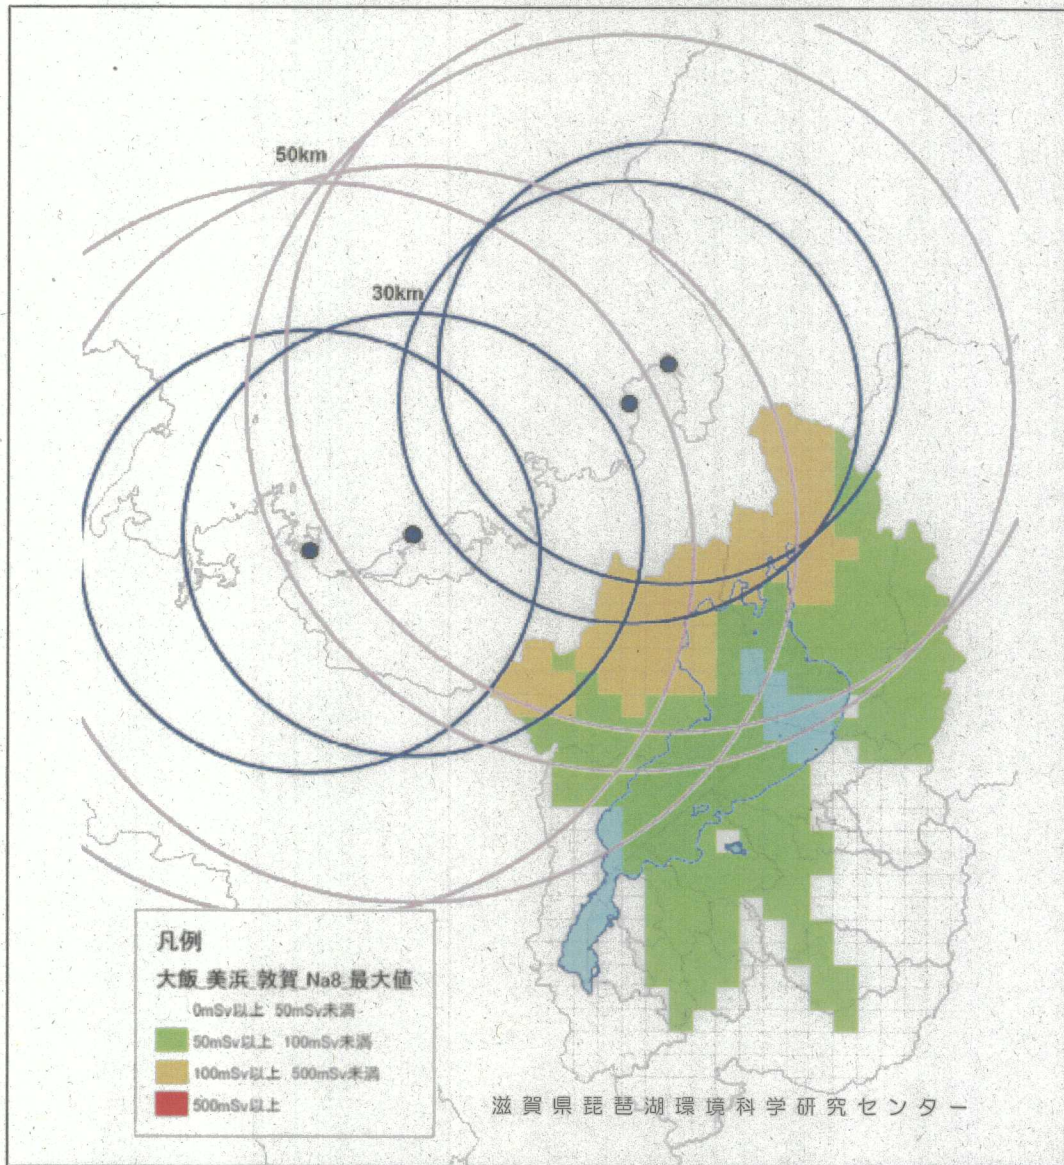 50km
30km
凡例
大飯_美浜_敦賀_Na8_最大値
0mSv以上 50mSv未満
50mSv以上 100mSv未満
100mSv以上 500mSv未満
500mSv以上
滋賀県琵琶湖環境科学研究センター